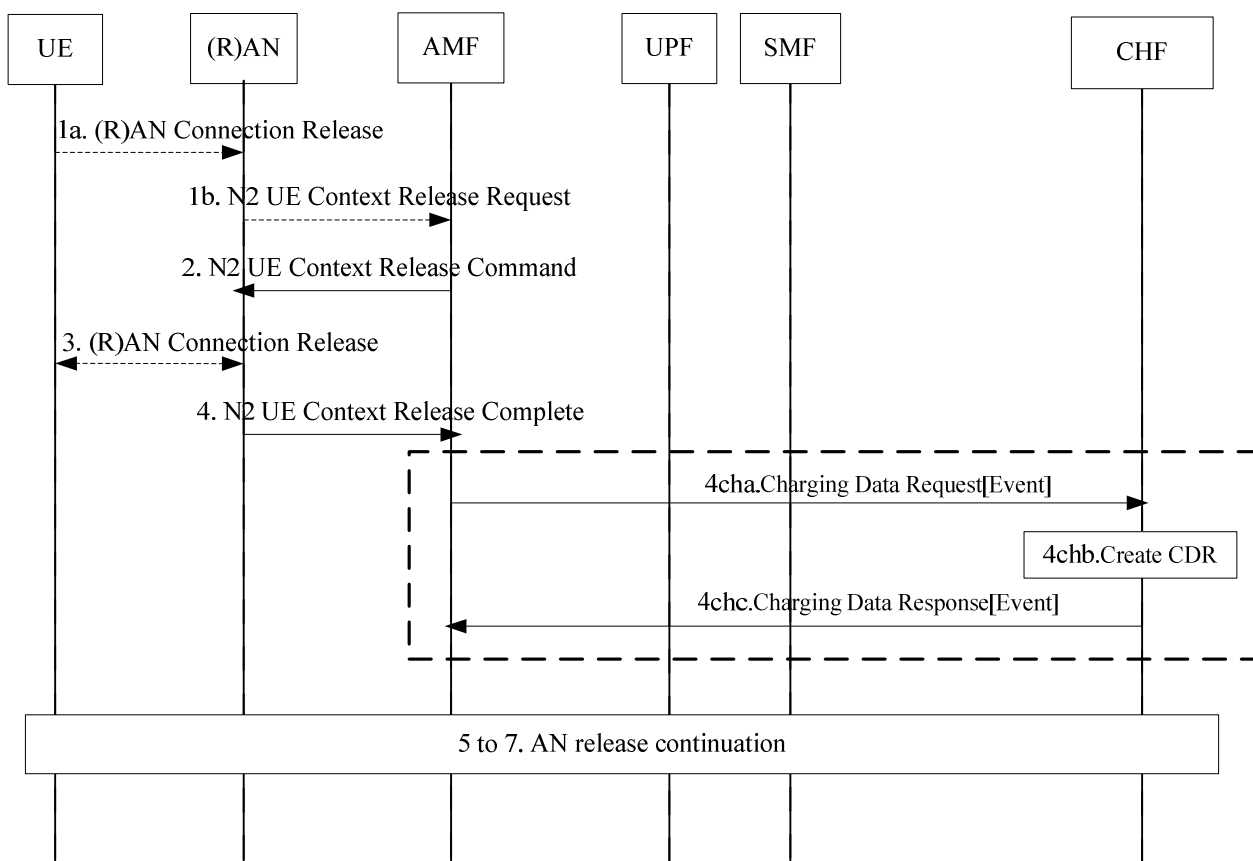 UE
(R)AN
AMF
UPF
SMF
CHF
1a. (R)AN Connection Release
1b. N2 UE Context Release Request
2. N2 UE Context Release Command
3. (R)AN Connection Release
4. N2 UE Context Release Complete
4cha.Charging Data Request[Event]
4chb.Create CDR
4chc.Charging Data Response[Event]
5 to 7. AN release continuation